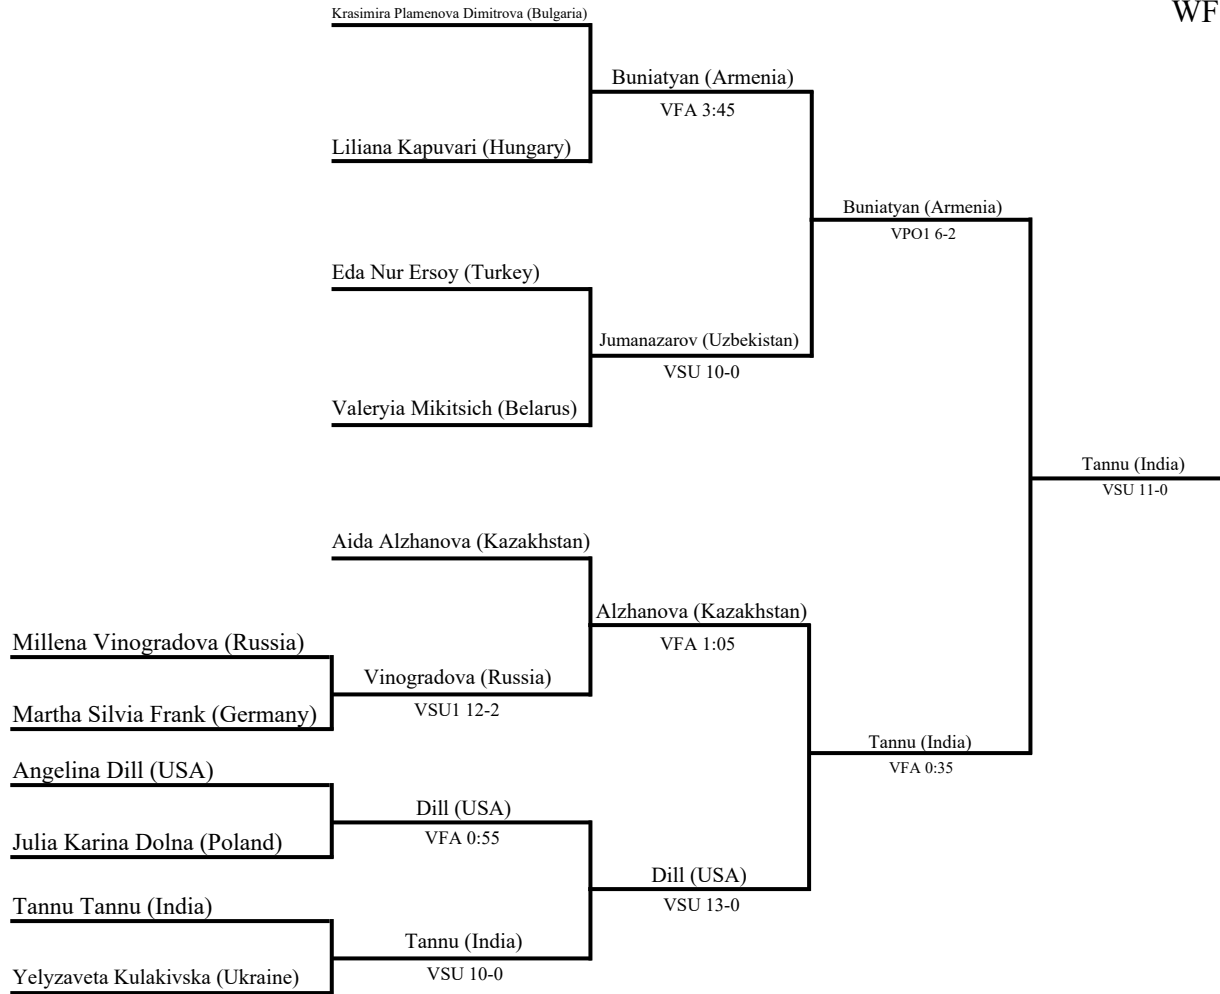 Krasimira Plamenova Dimitrova (Bulgaria)
WF
Buniatyan (Armenia)
VFA 3:45
Liliana Kapuvari (Hungary)
Buniatyan (Armenia)
VPO1 6-2
Eda Nur Ersoy (Turkey)
Jumanazarov (Uzbekistan)
VSU 10-0
Valeryia Mikitsich (Belarus)
Tannu (India)
VSU 11-0
Aida Alzhanova (Kazakhstan)
Alzhanova (Kazakhstan)
VFA 1:05
Millena Vinogradova (Russia)
Vinogradova (Russia)
VSU1 12-2
Martha Silvia Frank (Germany)
Tannu (India)
VFA 0:35
Angelina Dill (USA)
Dill (USA)
VFA 0:55
Julia Karina Dolna (Poland)
Dill (USA)
VSU 13-0
Tannu Tannu (India)
Tannu (India)
VSU 10-0
Yelyzaveta Kulakivska (Ukraine)